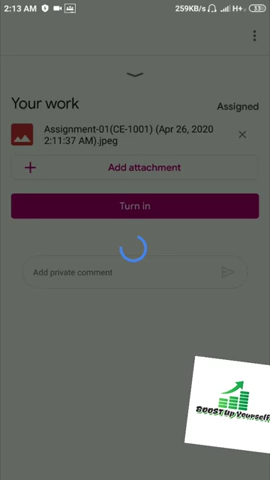 2:13 AM
259KB/s
H+
33
Your work
Assigned
Assignment-01(CE-1001) (Apr 26, 2020
2:11:37 AM).jpeg
Add attachment
Turn in
Add private comment
BOOST Up Yourself